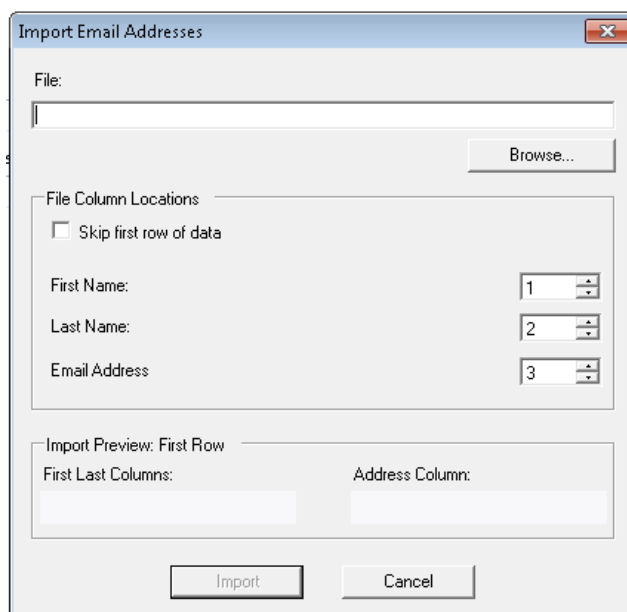 Import Email Addresses
File:
Browse...
File Column Locations
Skip first row of data
First Name:
1
Last Name:
2
Email Address
3
Import Preview: First Row
First Last Columns:
Address Column:
Import
Cancel